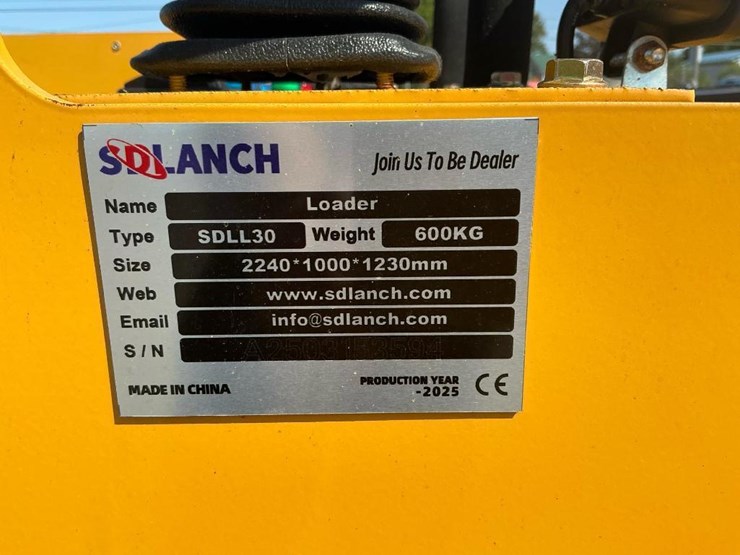 SDLANCH
Join Us To Be Dealer
Name Loader
Type SDLL30 Weight 600KG
Size 2240*1000*1230mm
Web www.sdlanch.com
Email info@sdlanch.com
S/N
MADE IN CHINA
PRODUCTION YEAR
-2025 CE